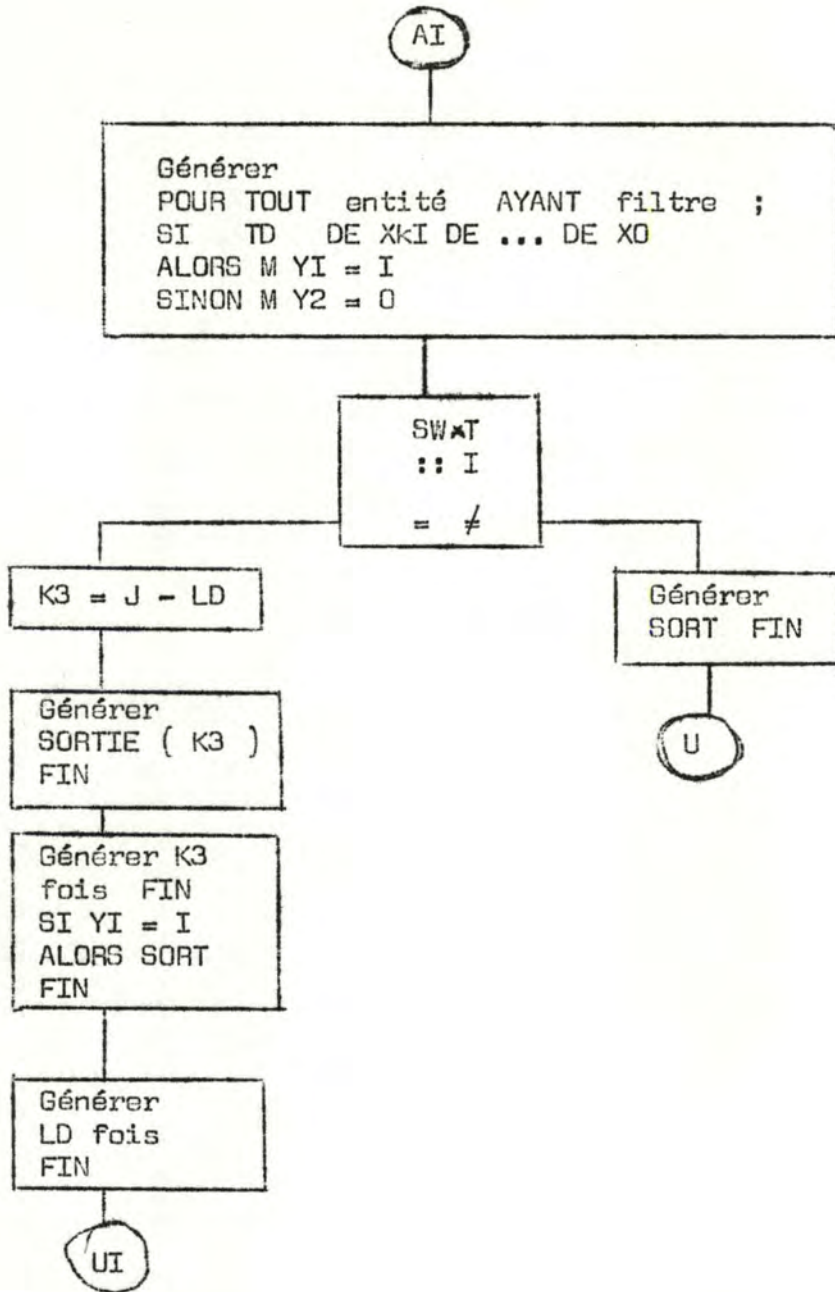 AI
Générer
POUR TOUT entité AYANT filtre ;
SI TD DE XkI DE ... DE XO
ALORS M YI = I
SINON M Y2 = O
SW*T
:: I
= ≠
K3 = J - LD
Générer
SORT FIN
Générer
SORTIE ( K3 )
FIN
U
Générer K3
fois FIN
SI YI = I
ALORS SORT
FIN
Générer
LD fois
FIN
UI